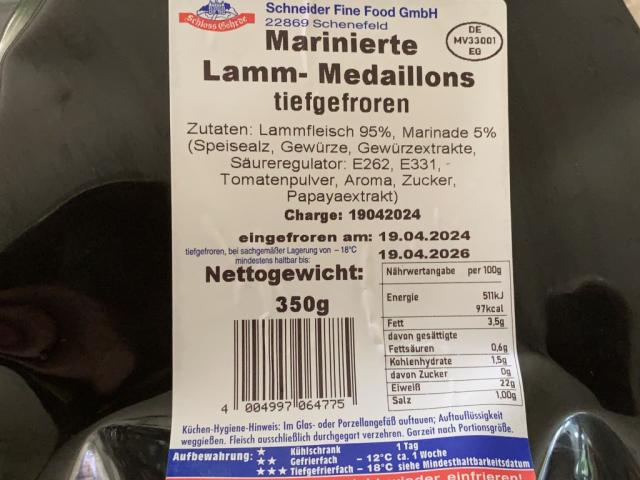 Schloss Gohrde
Schneider Fine Food GmbH
22869 Schenefeld
DE
MV33001
EG
Marinierte
Lamm- Medaillons
tiefgefroren
Zutaten: Lammfleisch 95%, Marinade 5%
(Speisealz, Gewürze, Gewürzextrakte,
Säureregulator: E262, E331, -
Tomatenpulver, Aroma, Zucker,
Papayaextrakt)
Charge: 19042024
eingefroren am: 19.04.2024
tiefgefroren, bei sachgemäßer Lagerung von - 18°C
mindestens haltbar bis:
19.04.2026
Nettogewicht:
350g
Nährwertangabe per 100g
Energie 511kJ
97kcal
Fett 3,5g
davon gesättigte
Fettsäuren 0,6g
Kohlenhydrate 1,5g
davon Zucker 0g
Eiweiß 22g
Salz 1,00g
4 004997 064775
Küchen-Hygiene-Hinweis: Im Glas- oder Porzellangefäß auftauen; Auftauflüssigkeit
weggießen. Fleisch ausschließlich durchgegart verzehren. Garzeit nach Portionsgröße.
Aufbewahrung: ★ Kühlschrank 1 Tag
★★ Gefrierfach - 12°C ca. 1 Woche
★★★ Tiefgefrierfach - 18°C siehe Mindesthaltbarkeitsdatum
wieder einfrieren!